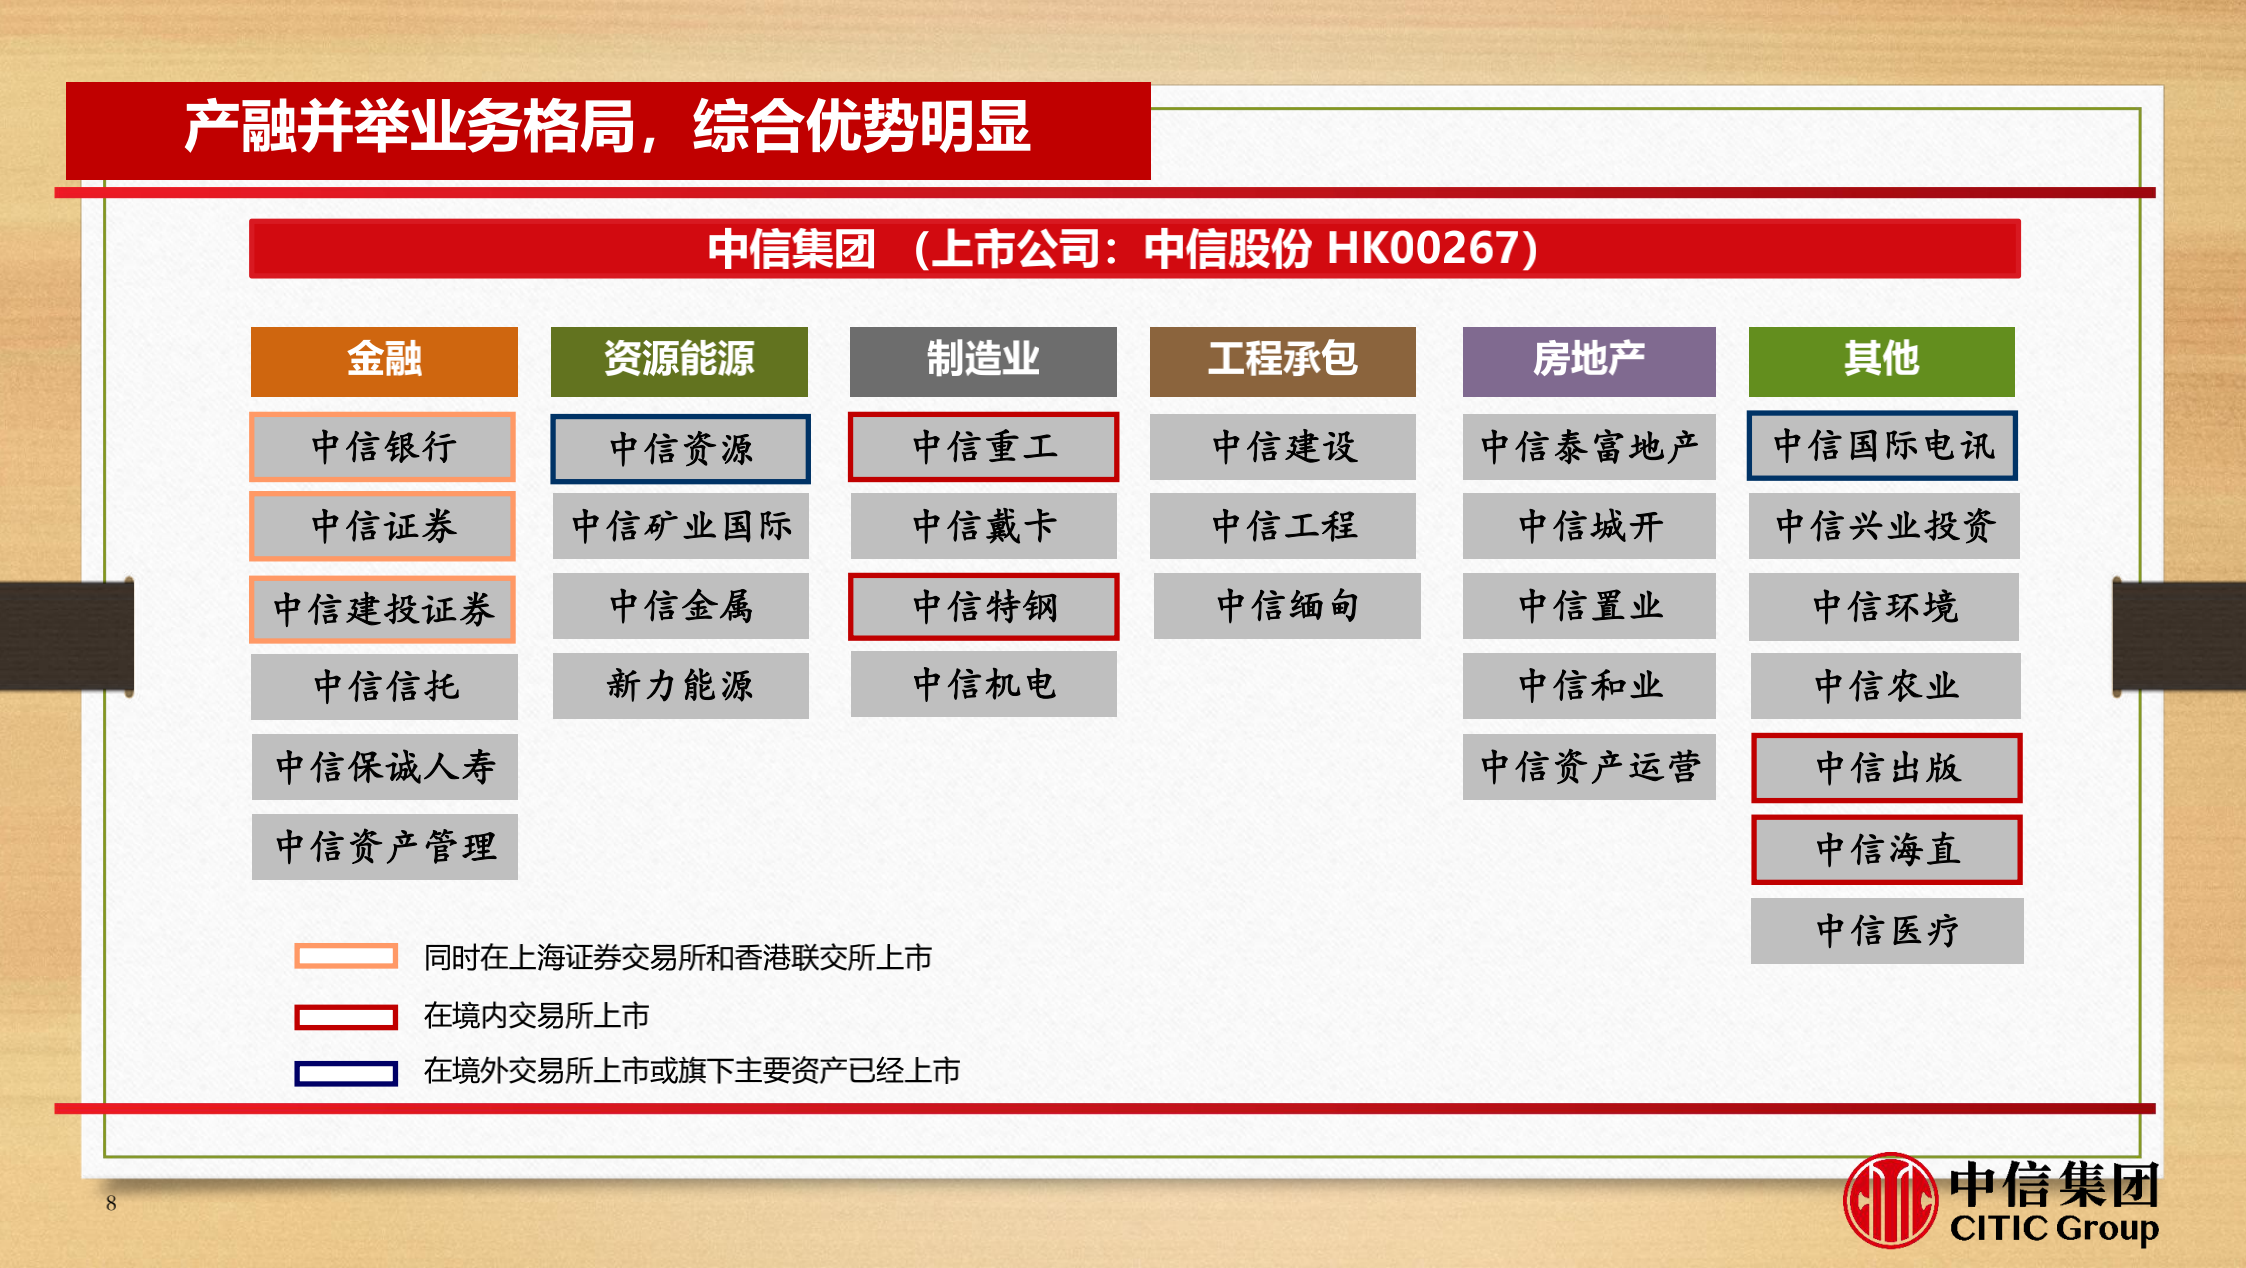 产融并举业务格局，综合优势明显
中信集团 （上市公司：中信股份 HK00267）
金融
资源能源
制造业
工程承包
房地产
其他
中信银行
中信资源
中信重工
中信建设
中信泰富地产
中信国际电讯
中信证券
中信矿业国际
中信戴卡
中信工程
中信城开
中信兴业投资
中信建投证券
中信金属
中信特钢
中信缅甸
中信置业
中信环境
中信信托
新力能源
中信机电
中信和业
中信农业
中信保诚人寿
中信资产运营
中信出版
中信资产管理
中信海直
中信医疗
同时在上海证券交易所和香港联交所上市
在境内交易所上市
在境外交易所上市或旗下主要资产已经上市
8
中信集团
CITIC Group